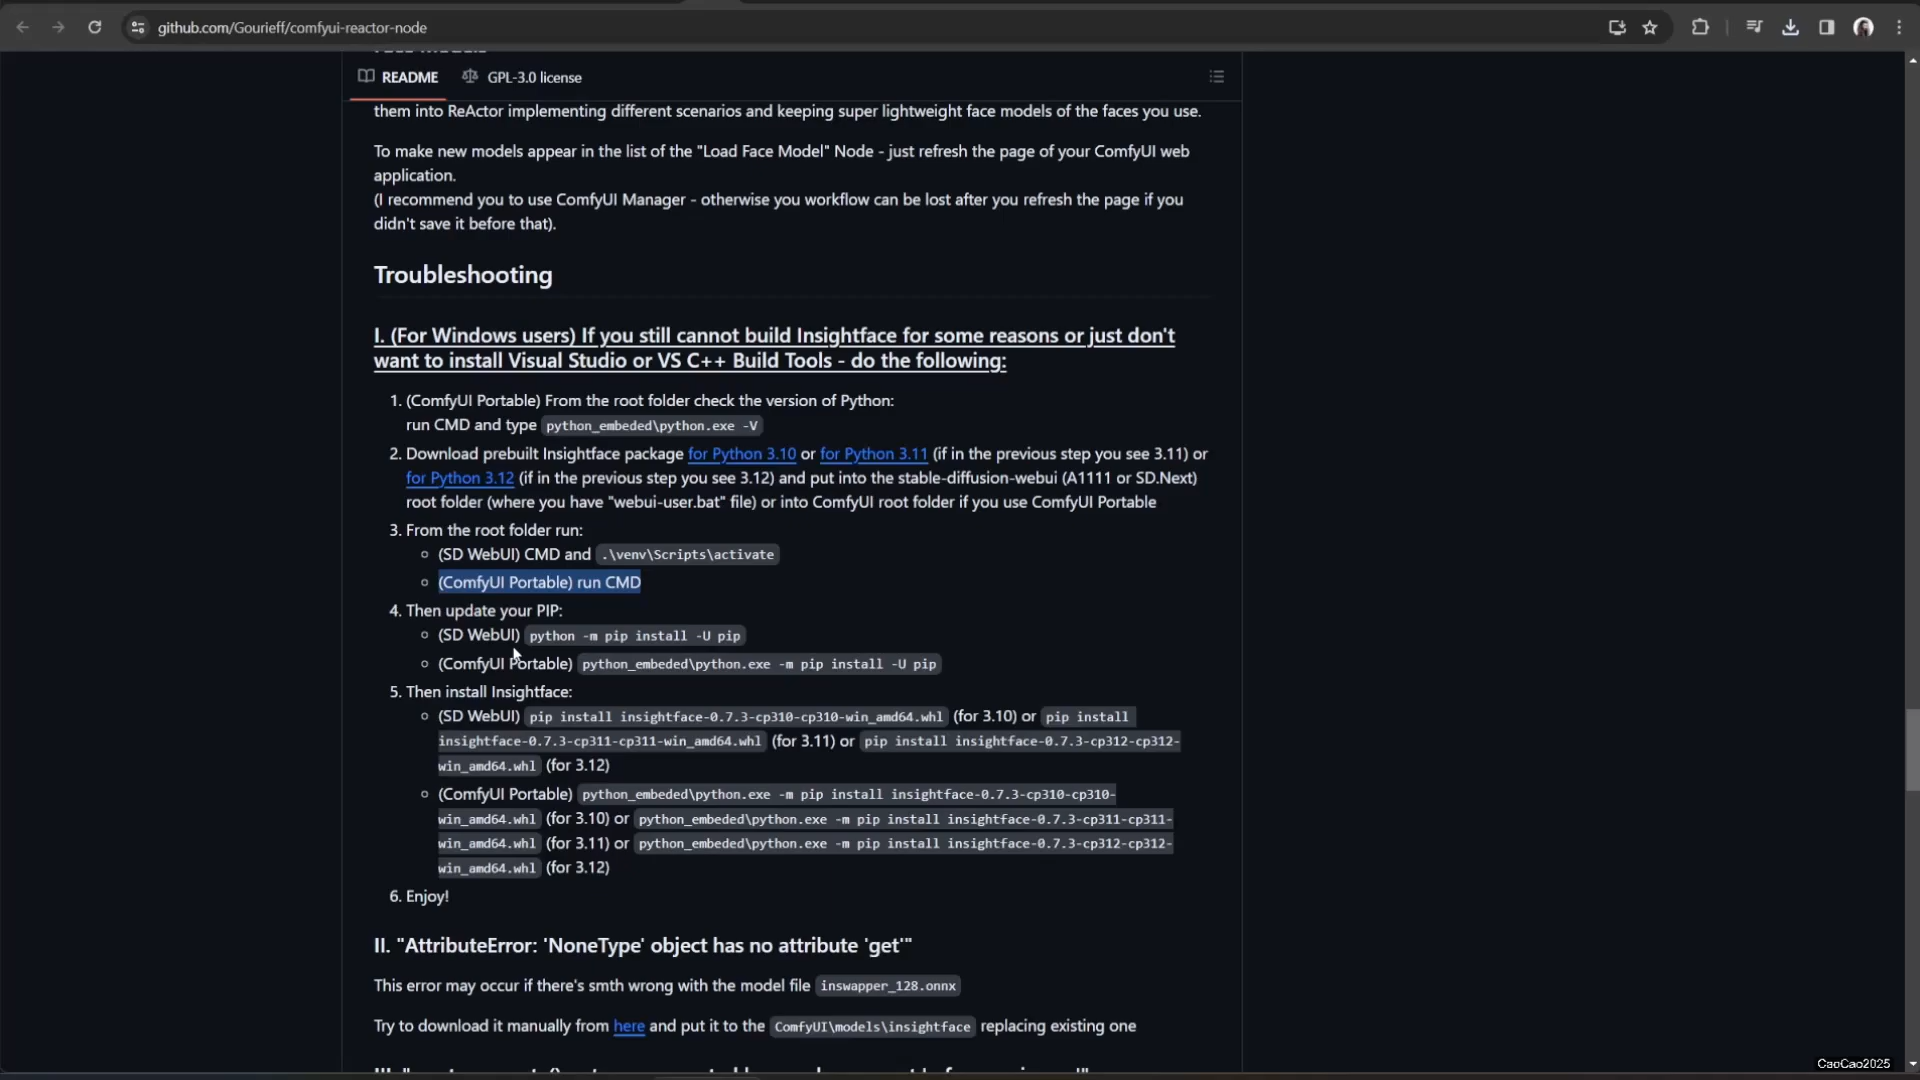 github.com/Gourieff/comfyui-reactor-node
README
GPL-3.0 license
them into ReActor implementing different scenarios and keeping super lightweight face models of the faces you use.
To make new models appear in the list of the "Load Face Model" Node - just refresh the page of your ComfyUI web
application.
(I recommend you to use ComfyUI Manager - otherwise you workflow can be lost after you refresh the page if you
didn't save it before that).
Troubleshooting
I. (For Windows users) If you still cannot build Insightface for some reasons or just don't
want to install Visual Studio or VS C++ Build Tools - do the following:
1. (ComfyUI Portable) From the root folder check the version of Python:
run CMD and type python_embeded\python.exe -V
2. Download prebuilt Insightface package for Python 3.10 or for Python 3.11 (if in the previous step you see 3.11) or
for Python 3.12 (if in the previous step you see 3.12) and put into the stable-diffusion-webui (A1111 or SD.Next)
root folder (where you have "webui-user.bat" file) or into ComfyUI root folder if you use ComfyUI Portable
3. From the root folder run:
(SD WebUI) CMD and .\venv\Scripts\activate
(ComfyUI Portable) run CMD
4. Then update your PIP:
(SD WebUI) python -m pip install -U pip
(ComfyUI Portable) python_embeded\python.exe -m pip install -U pip
5. Then install Insightface:
(SD WebUI) pip install insightface-0.7.3-cp310-cp310-win_amd64.whl (for 3.10) or pip install
insightface-0.7.3-cp311-cp311-win_amd64.whl (for 3.11) or pip install insightface-0.7.3-cp312-cp312-
win_amd64.whl (for 3.12)
(ComfyUI Portable) python_embeded\python.exe -m pip install insightface-0.7.3-cp310-cp310-
win_amd64.whl (for 3.10) or python_embeded\python.exe -m pip install insightface-0.7.3-cp311-cp311-
win_amd64.whl (for 3.11) or python_embeded\python.exe -m pip install insightface-0.7.3-cp312-cp312-
win_amd64.whl (for 3.12)
6. Enjoy!
II. "AttributeError: 'NoneType' object has no attribute 'get'"
This error may occur if there's smth wrong with the model file inswapper_128.onnx
Try to download it manually from here and put it to the ComfyUI\models\insightface replacing existing one
CaoCao2025